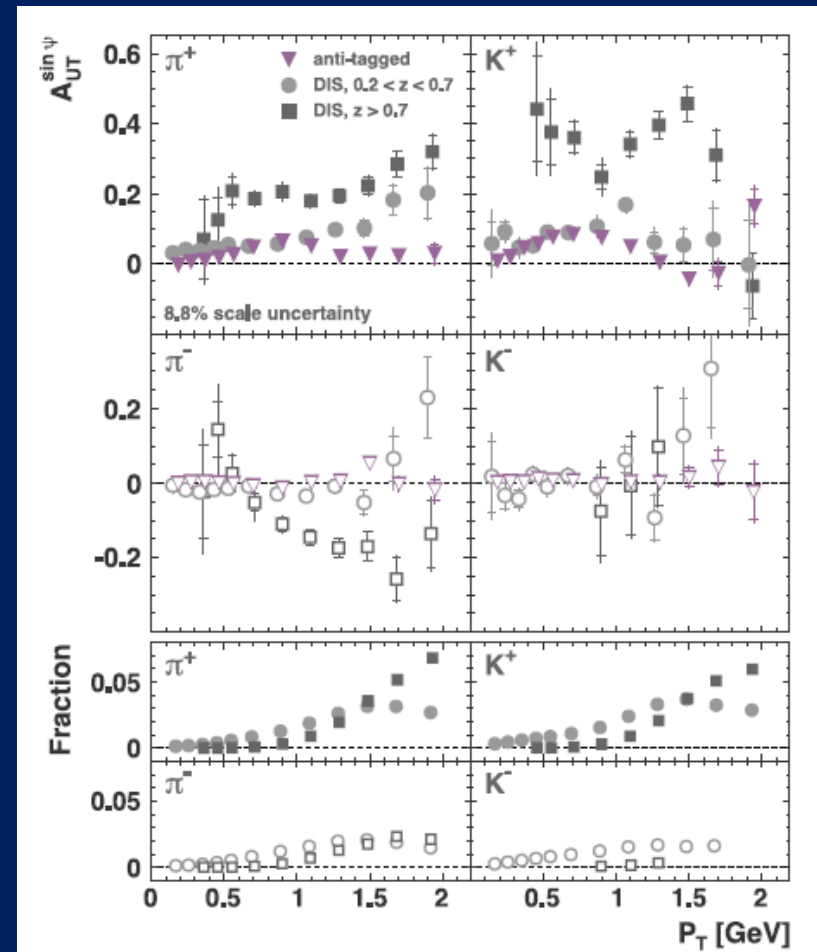 A_UT^sin ψ
π+
K+
anti-tagged
DIS, 0.2 < z < 0.7
DIS, z > 0.7
0.6
0.4
0.2
0
8.8% scale uncertainty
π-
K-
0.2
0
-0.2
Fraction
π+
K+
0.05
0
π-
K-
0.05
0
0 0.5 1 1.5 2 0.5 1 1.5 2
P_T [GeV]